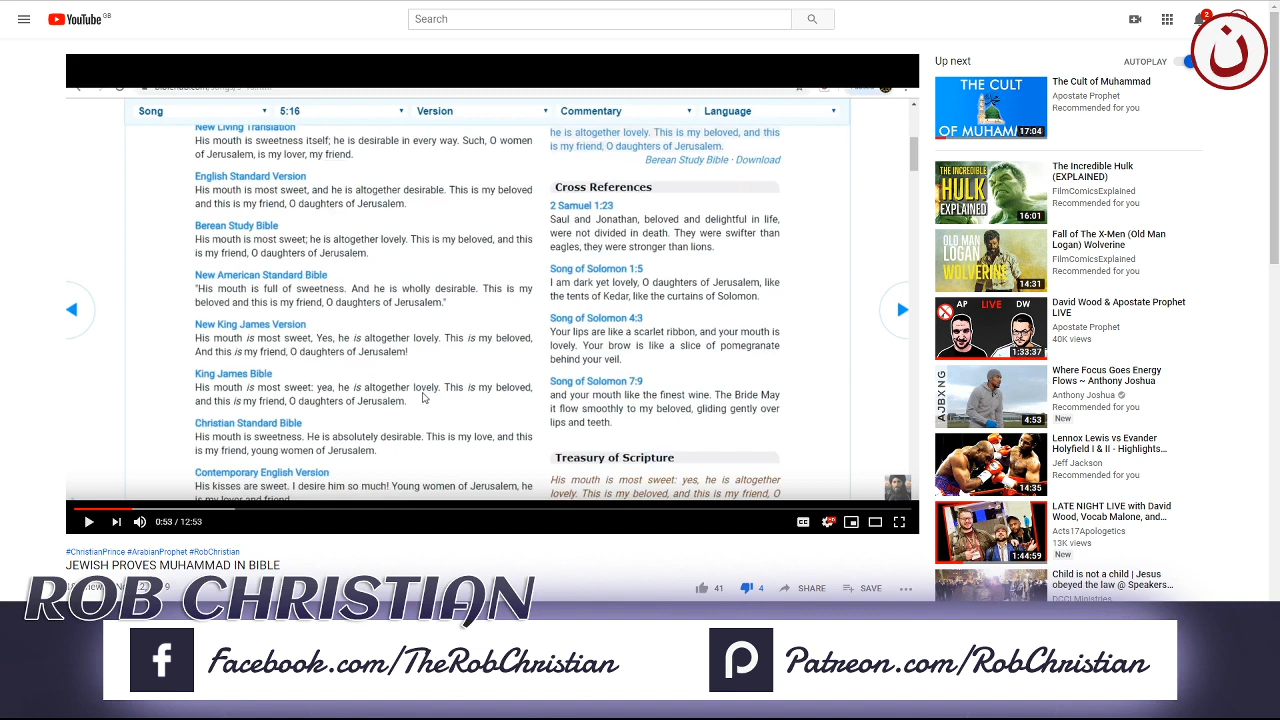 YouTube GB
Search
2
ن
Song
5:16
Version
Commentary
Language
New Living Translation
His mouth is sweetness itself; he is desirable in every way. Such, O women
of Jerusalem, is my lover, my friend.
English Standard Version
His mouth is most sweet, and he is altogether desirable. This is my beloved
and this is my friend, O daughters of Jerusalem.
Berean Study Bible
His mouth is most sweet; he is altogether lovely. This is my beloved, and this
is my friend, O daughters of Jerusalem.
New American Standard Bible
"His mouth is full of sweetness. And he is wholly desirable. This is my
beloved and this is my friend, O daughters of Jerusalem."
New King James Version
His mouth is most sweet, Yes, he is altogether lovely. This is my beloved,
And this is my friend, O daughters of Jerusalem!
King James Bible
His mouth is most sweet: yea, he is altogether lovely. This is my beloved,
and this is my friend, O daughters of Jerusalem.
Christian Standard Bible
His mouth is sweetness. He is absolutely desirable. This is my love, and this
is my friend, young women of Jerusalem.
Contemporary English Version
His kisses are sweet. I desire him so much! Young women of Jerusalem, he
is my lover and friend.
he is altogether lovely. This is my beloved, and this
is my friend, O daughters of Jerusalem.
Berean Study Bible · Download
Cross References
2 Samuel 1:23
Saul and Jonathan, beloved and delightful in life,
were not divided in death. They were swifter than
eagles, they were stronger than lions.
Song of Solomon 1:5
I am dark yet lovely, O daughters of Jerusalem, like
the tents of Kedar, like the curtains of Solomon.
Song of Solomon 4:3
Your lips are like a scarlet ribbon, and your mouth is
lovely. Your brow is like a slice of pomegranate
behind your veil.
Song of Solomon 7:9
and your mouth like the finest wine. The Bride May
it flow smoothly to my beloved, gliding gently over
lips and teeth.
Treasury of Scripture
His mouth is most sweet: yes, he is altogether
lovely. This is my beloved, and this is my friend, O
0:53 / 12:53
CC
HD
#ChristianPrince #ArabianProphet #RobChristian
JEWISH PROVES MUHAMMAD IN BIBLE
41
4
SHARE
SAVE
Up next
AUTOPLAY
THE CULT
OF MUHAMM
17:04
The Cult of Muhammad
Apostate Prophet
Recommended for you
THE INCREDIBLE
HULK
EXPLAINED
16:01
The Incredible Hulk
(EXPLAINED)
FilmComicsExplained
Recommended for you
OLD MAN
LOGAN
WOLVERINE
14:31
Fall of The X-Men (Old Man
Logan) Wolverine
FilmComicsExplained
Recommended for you
AP LIVE DW
1:33:37
David Wood & Apostate Prophet
LIVE
Apostate Prophet
40K views
AJBXNG
4:53
Where Focus Goes Energy
Flows ~ Anthony Joshua
Anthony Joshua
Recommended for you
New
14:35
Lennox Lewis vs Evander
Holyfield I & II - Highlights...
Jeff Jackson
Recommended for you
1:44:59
LATE NIGHT LIVE with David
Wood, Vocab Malone, and...
Acts17Apologetics
13K views
New
Child is not a child | Jesus
obeyed the law @ Speakers...
DCCI Ministries
ROB CHRISTIAN
f
Facebook.com/TheRobChristian
Patreon.com/RobChristian